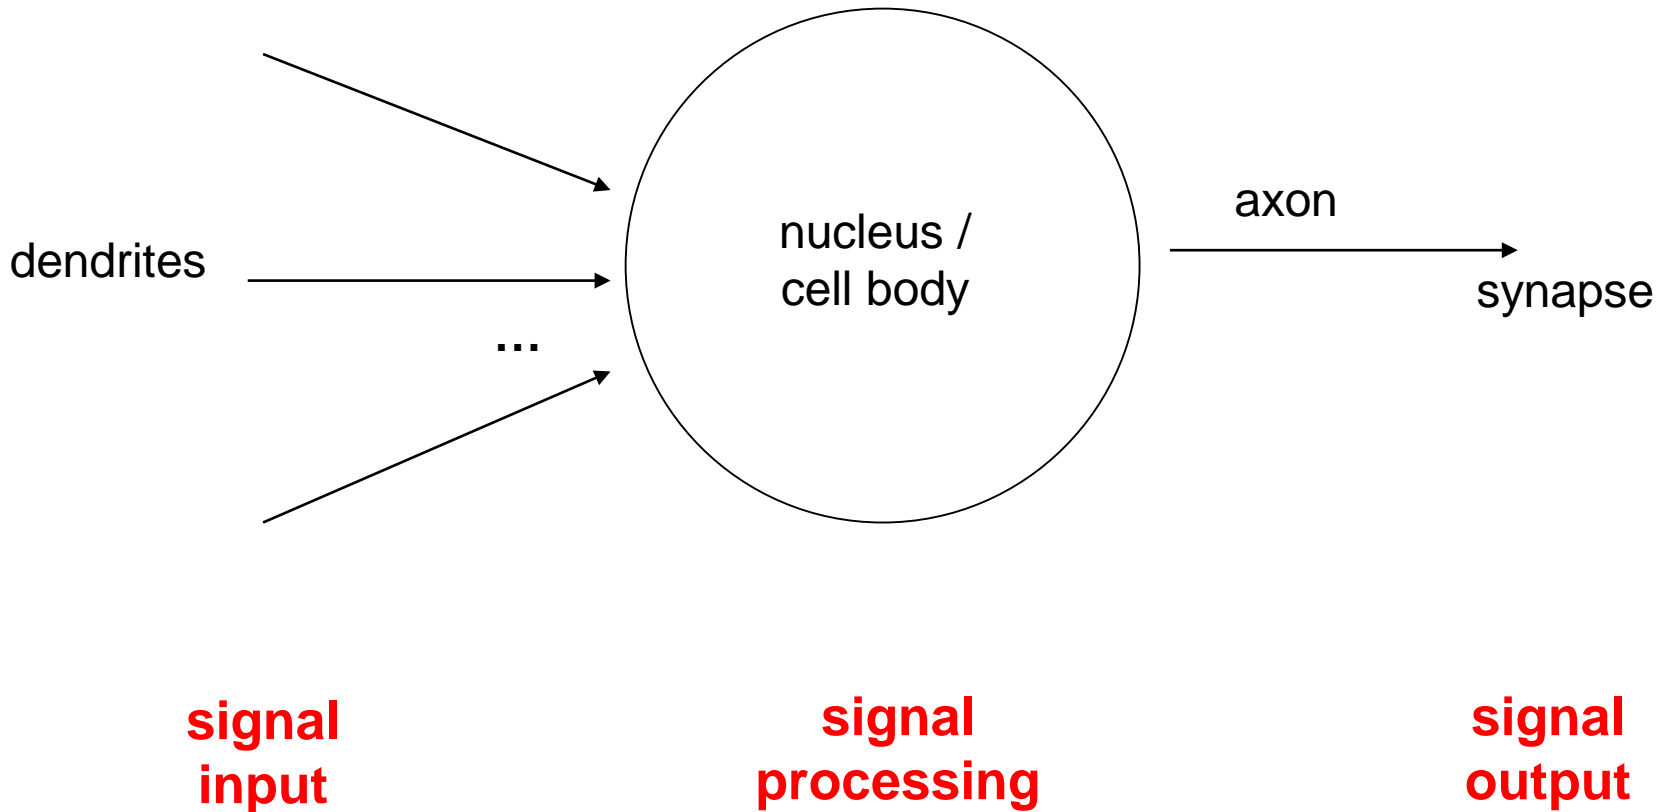 dendrites
...
nucleus /
cell body
axon
synapse
signal
input
signal
processing
signal
output